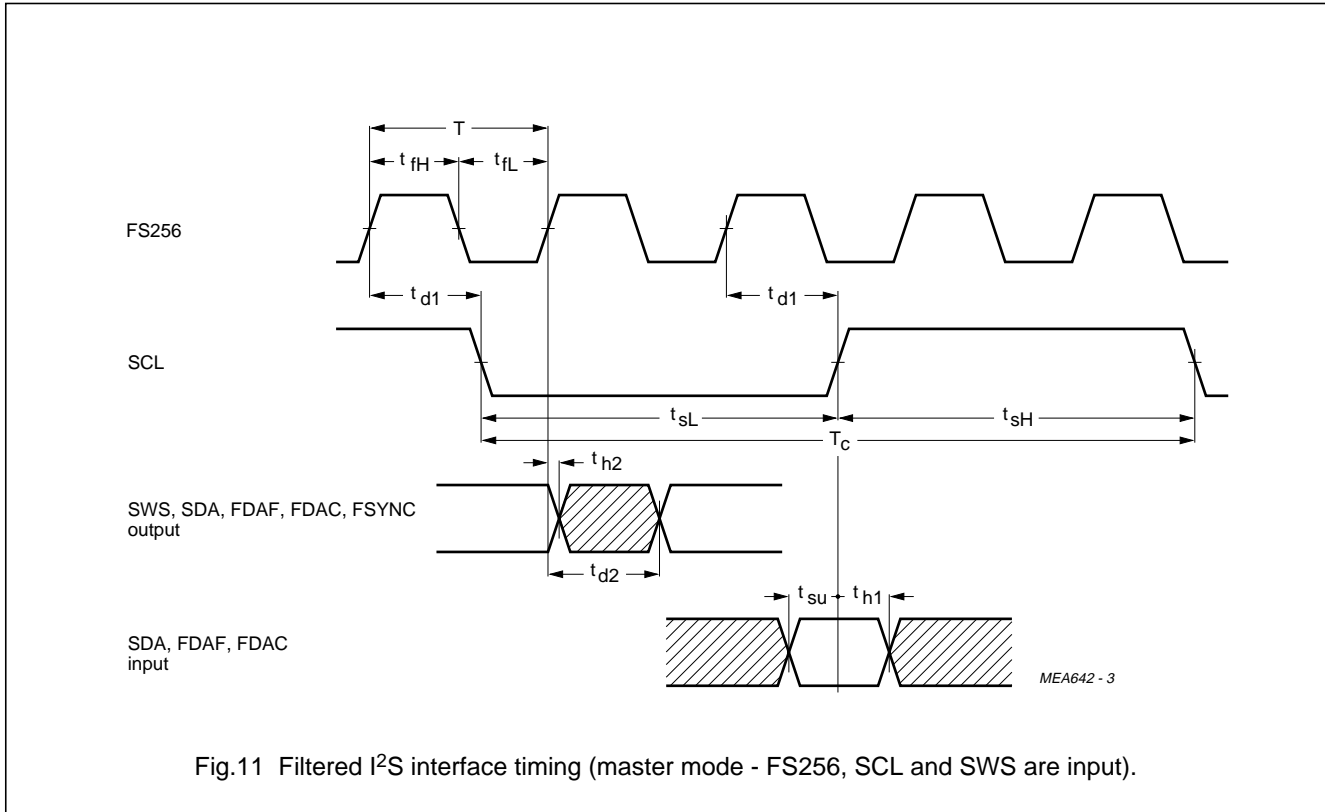 T
t fH
t fL
FS256
t d1
t d1
SCL
t sL
t sH
T c
t h2
SWS, SDA, FDAF, FDAC, FSYNC
output
t d2
t su
t h1
SDA, FDAF, FDAC
input
MEA642 - 3
Fig.11 Filtered I²S interface timing (master mode - FS256, SCL and SWS are input).